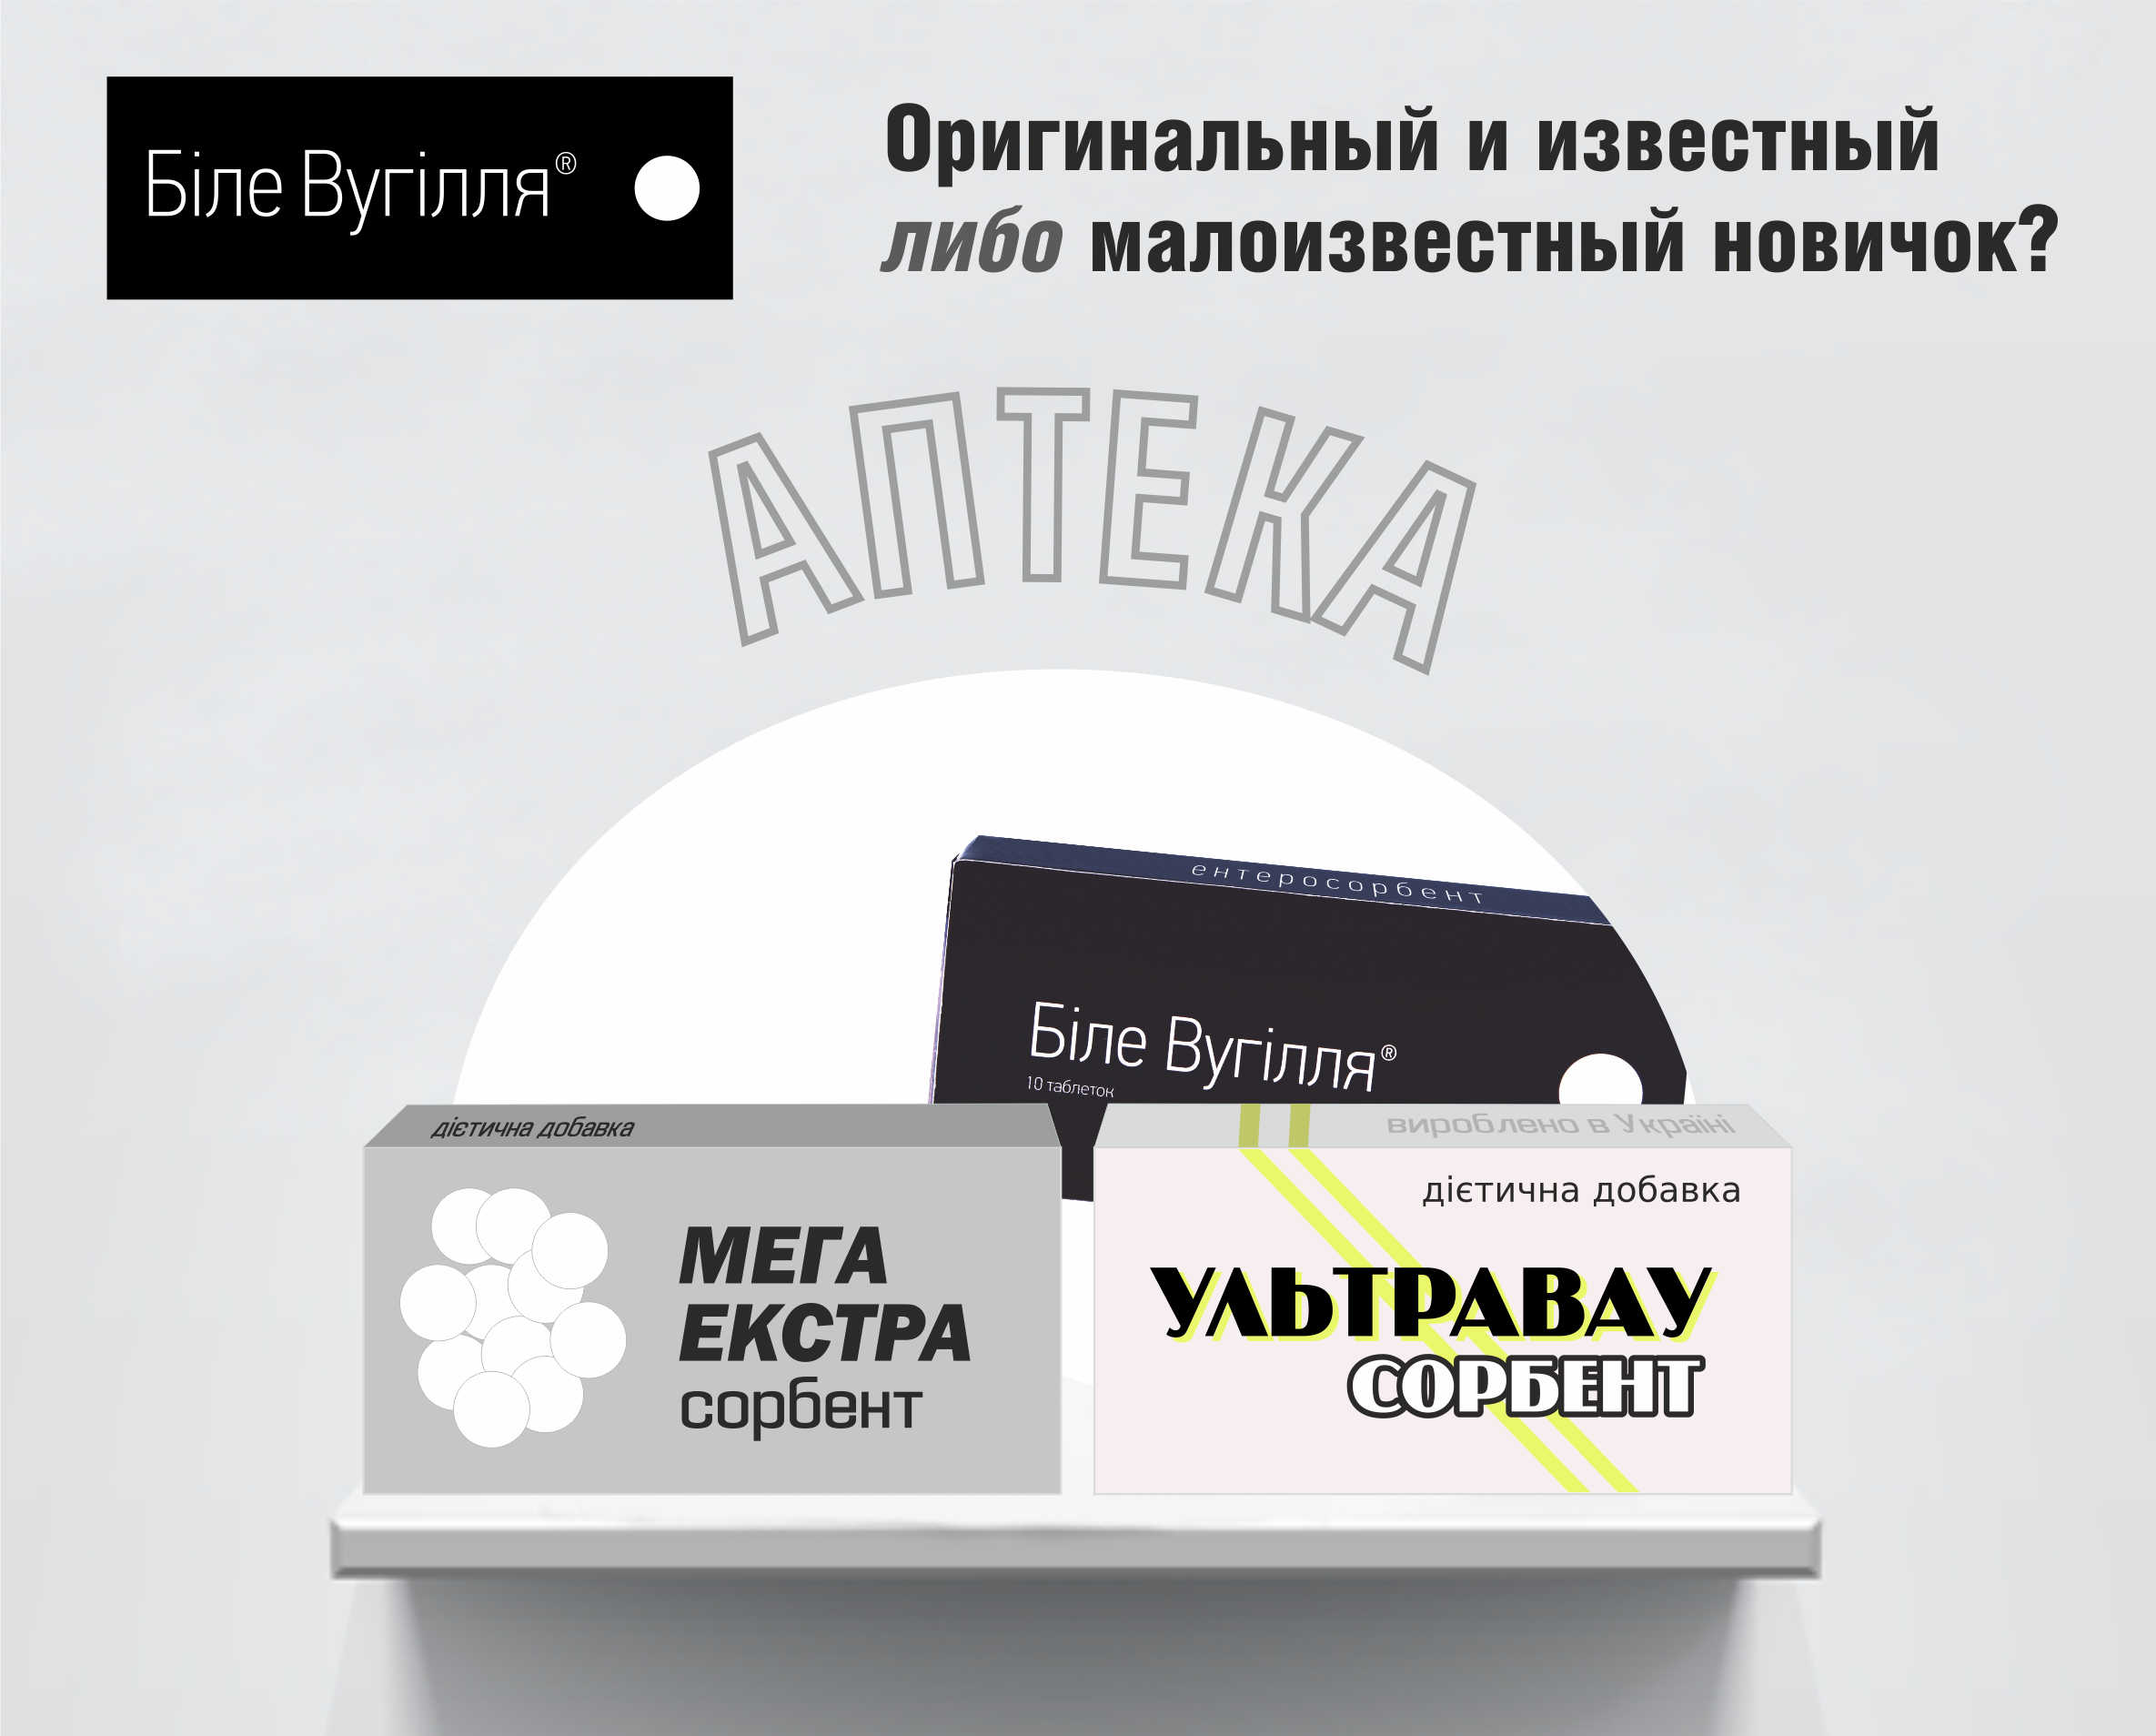 Біле Вугілля®
Оригинальный и известный
либо малоизвестный новичок?
АПТЕКА
ентеросорбент
Біле Вугілля®
10 таблеток
дієтична добавка
МЕГА
ЕКСТРА
сорбент
вироблено в Україні
дієтична добавка
УЛЬТРАВАУ
СОРБЕНТ